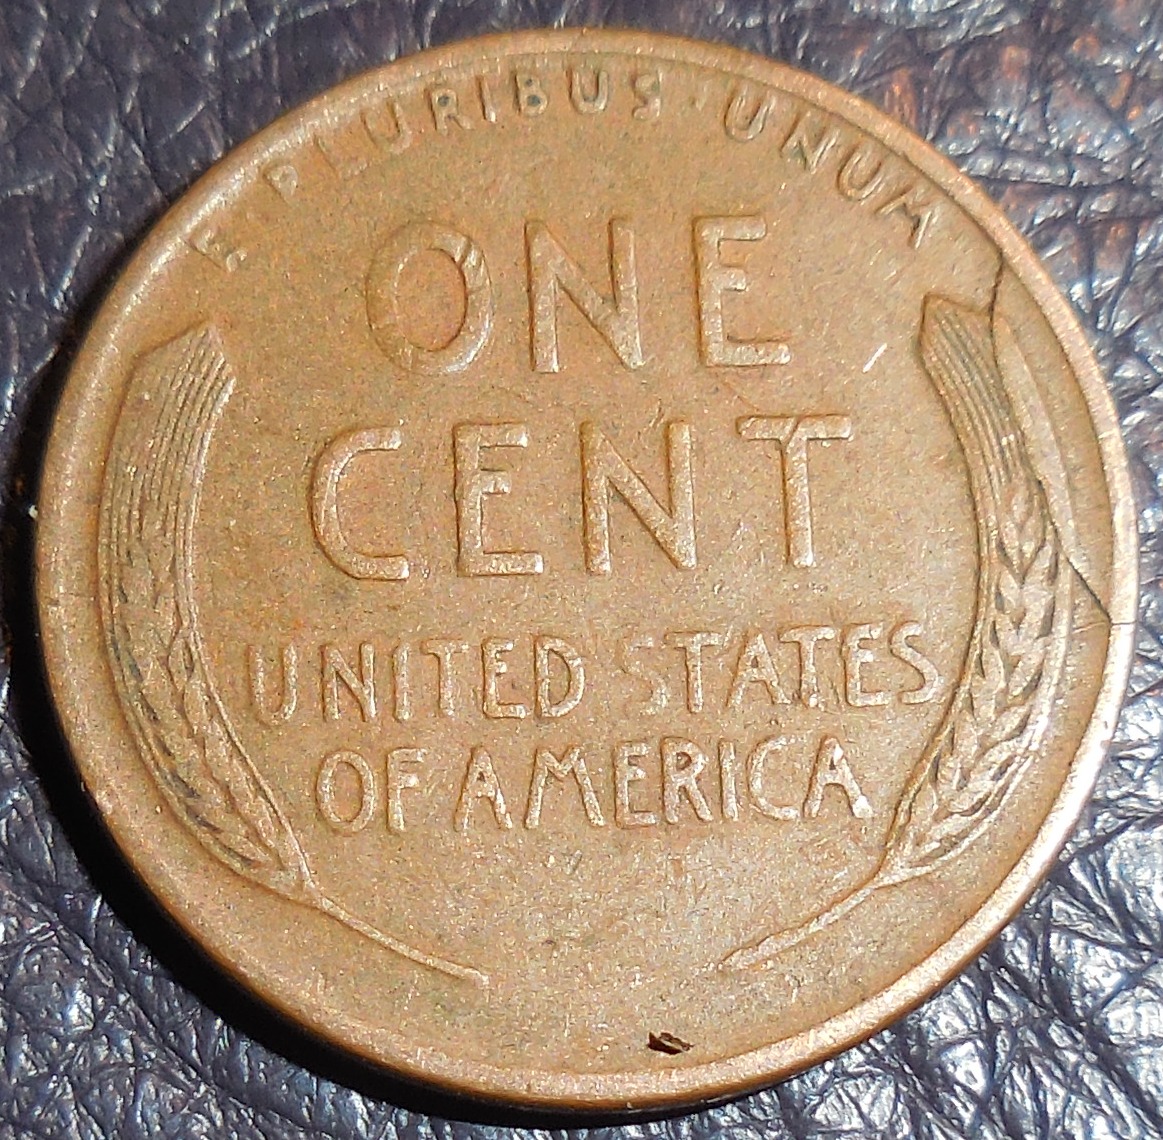 E·PLURIBUS·UNUM
ONE
CENT
UNITED STATES
OF AMERICA